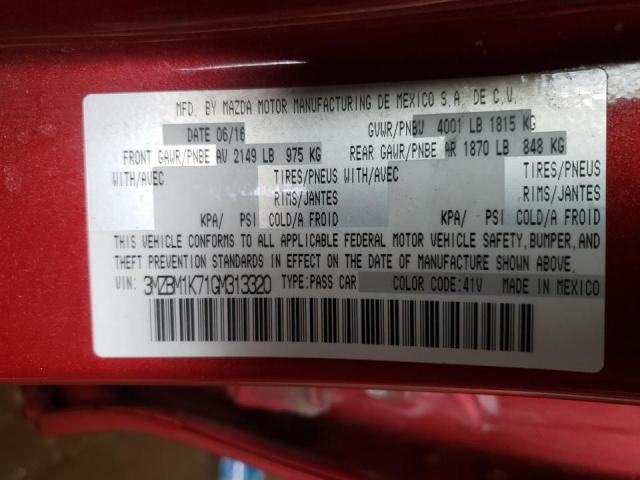 MFD. BY MAZDA MOTOR MANUFACTURING DE MEXICO S.A. DE C.V.
DATE 06/16 GVWR/PNBV 4001 LB 1815 KG
FRONT GAWR/PNBE AV 2149 LB 975 KG REAR GAWR/PNBE AR 1870 LB 848 KG
WITH/AVEC TIRES/PNEUS WITH/AVEC TIRES/PNEUS
RIMS/JANTES RIMS/JANTES
KPA/ PSI COLD/A FROID KPA/ PSI COLD/A FROID
THIS VEHICLE CONFORMS TO ALL APPLICABLE FEDERAL MOTOR VEHICLE SAFETY, BUMPER, AND
THEFT PREVENTION STANDARDS IN EFFECT ON THE DATE OF MANUFACTURE SHOWN ABOVE.
VIN: 3MZBM1K71GM313320 TYPE:PASS CAR COLOR CODE:41V MADE IN MEXICO